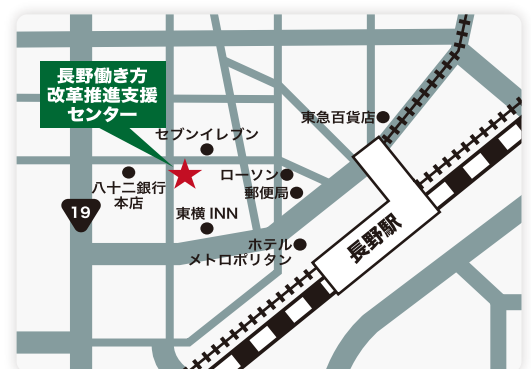 長野働き方
改革推進支援
センター
東急百貨店
セブンイレブン
ローソン
八十二銀行
本店
郵便局
19
東横 INN
ホテル
メトロポリタン
長野駅